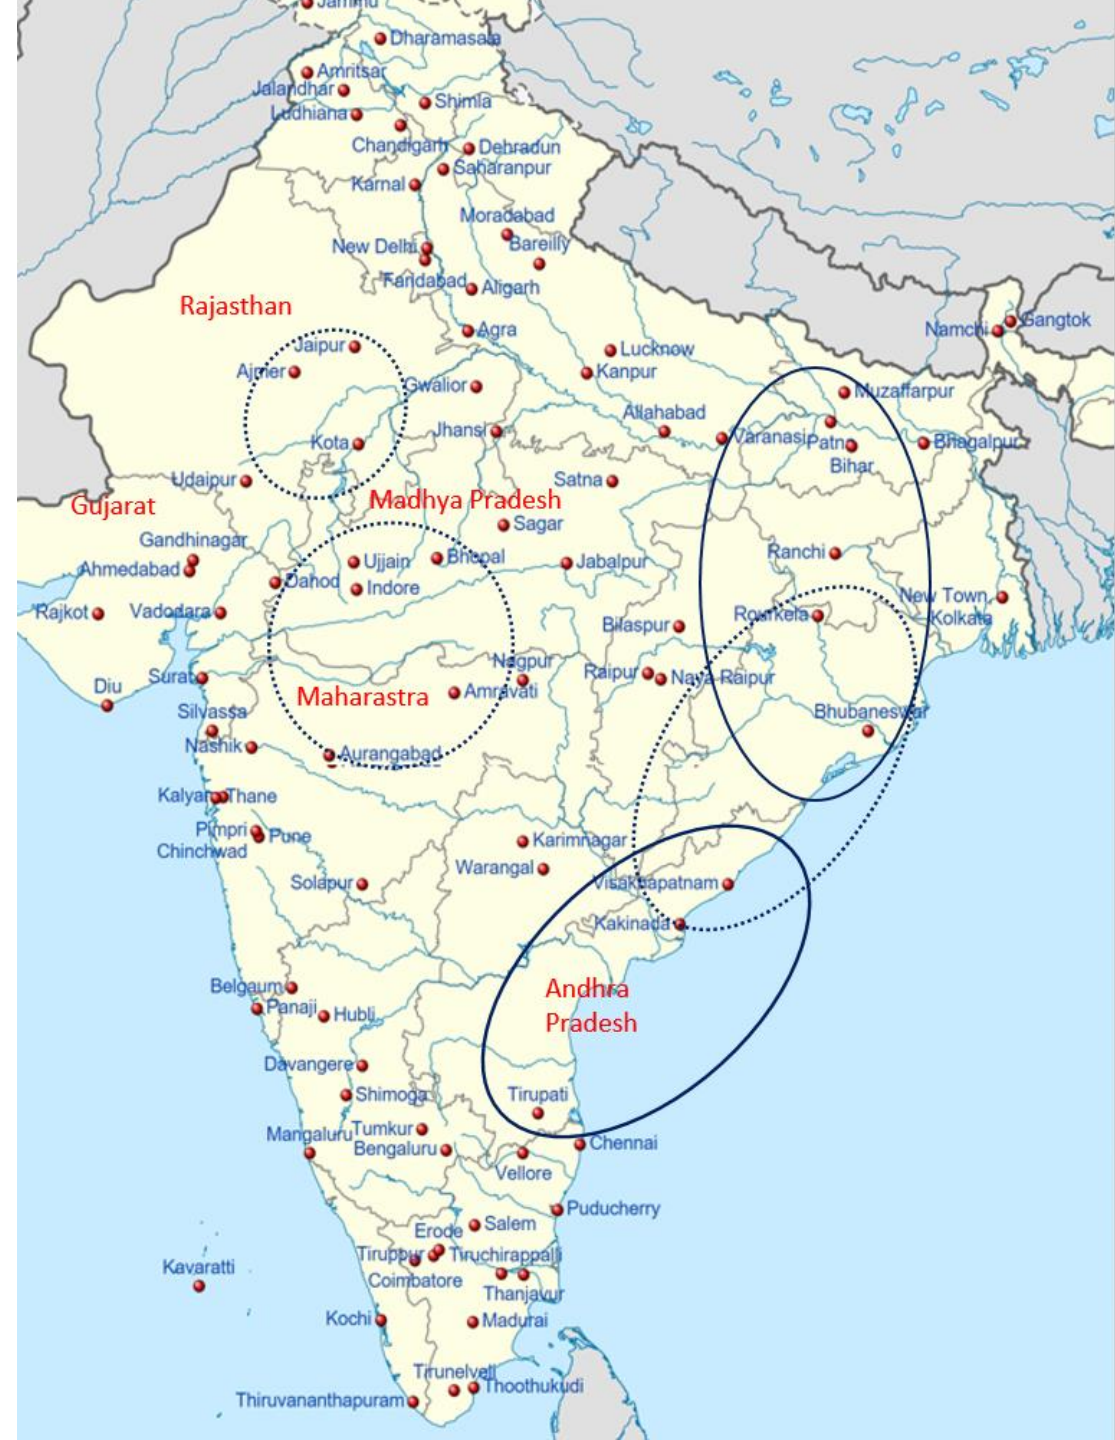 Jammu
Dharamasala
Amritsar
Jalandhar
Shimla
Ludhiana
Chandigarh
Dehradun
Saharanpur
Karnal
Moradabad
New Delhi
Bareilly
Faridabad
Aligarh
Rajasthan
Gangtok
Namchi
Agra
Jaipur
Lucknow
Ajmer
Kanpur
Gwalior
Muzaffarpur
Allahabad
Jhansi
Varanasi
Patna
Bhagalpur
Kota
Bihar
Udaipur
Satna
Madhya Pradesh
Gujarat
Sagar
Gandhinagar
Ahmedabad
Ujjain
Bhopal
Jabalpur
Ranchi
Dahod
Indore
New Town
Rajkot
Vadodara
Rourkela
Kolkata
Bilaspur
Nagpur
Raipur
Naya Raipur
Surat
Diu
Maharastra
Amravati
Silvassa
Bhubaneswar
Nashik
Aurangabad
Kalyan
Thane
Pimpri
Chinchwad
Pune
Karimnagar
Warangal
Solapur
Visakhapatnam
Kakinada
Belgaum
Andhra
Pradesh
Panaji
Hubli
Davangere
Shimoga
Tirupati
Mangaluru
Tumkur
Bengaluru
Chennai
Vellore
Puducherry
Salem
Erode
Tiruppur
Tiruchirappalli
Kavaratti
Coimbatore
Thanjavur
Kochi
Madurai
Tirunelveli
Thoothukudi
Thiruvananthapuram